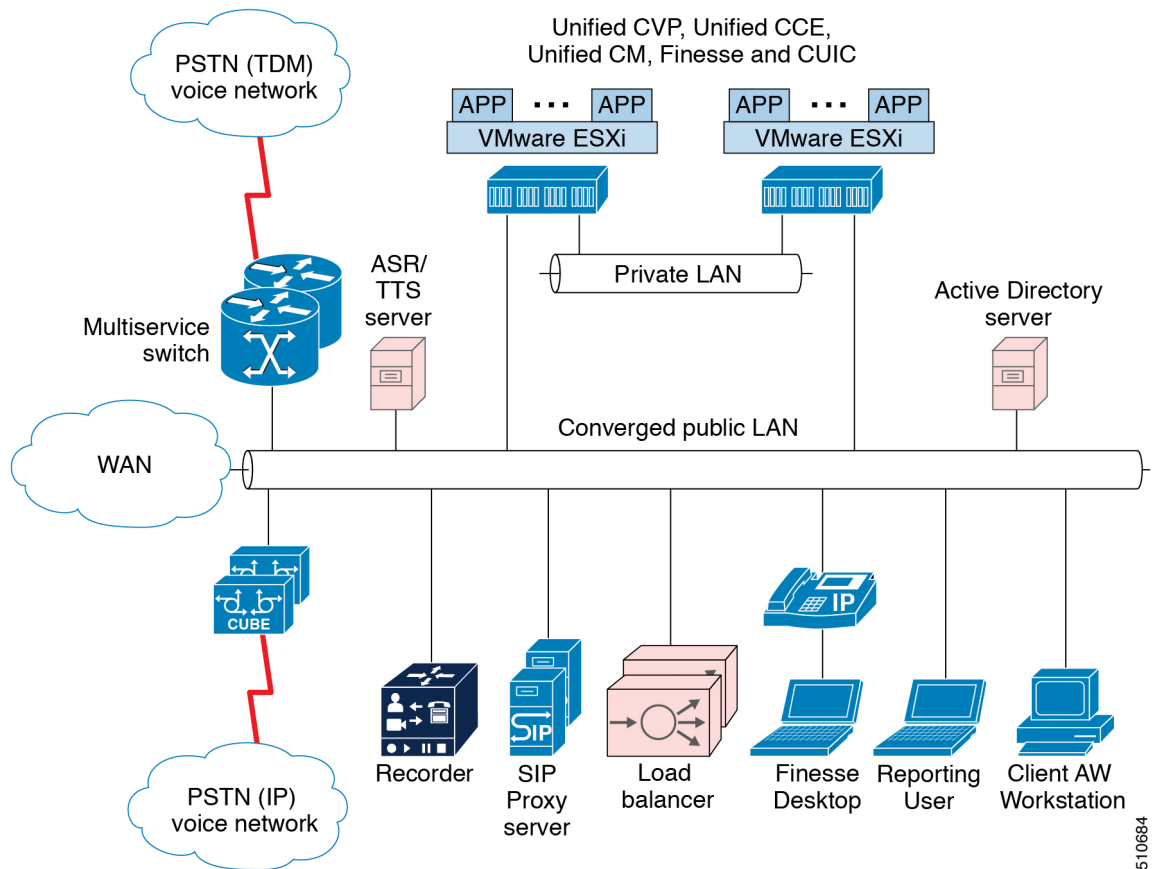 Unified CVP, Unified CCE,
Unified CM, Finesse and CUIC
PSTN (TDM)
voice network
APP ... APP
VMware ESXi
APP ... APP
VMware ESXi
Private LAN
ASR/
TTS
server
Active Directory
server
Multiservice
switch
Converged public LAN
WAN
CUBE
IP
SIP
Recorder
SIP
Proxy
server
Load
balancer
Finesse
Desktop
Reporting
User
Client AW
Workstation
PSTN (IP)
voice network
510684